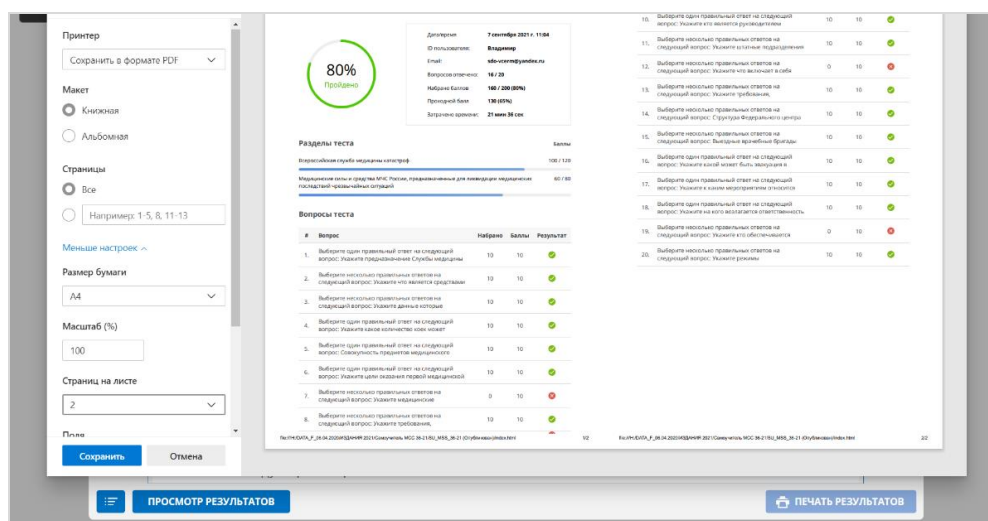 Принтер
Сохранить в формате PDF
Макет
Книжная
Альбомная
Страницы
Все
Например: 1-5, 8, 11-13
Меньше настроек
Размер бумаги
A4
Масштаб (%)
100
Страниц на листе
2
Поля
Сохранить Отмена
80%
Пройдено
Дата/время 7 сентября 2021 г. 11:04
ID пользователя: Владимир
Email: sdo-vcerm@yandex.ru
Вопросов отвечено: 16 / 20
Набрано баллов 160 / 200 (80%)
Проходной балл 130 (65%)
Затрачено времени: 21 мин 36 сек
Разделы теста Баллы
Всероссийская служба медицины катастроф 100 / 120
Медицинские силы и средства МЧС России, предназначенные для ликвидации медицинских 60 / 80
последствий чрезвычайных ситуаций
Вопросы теста
# Вопрос Набрано Баллы Результат
1. Выберите один правильный ответ на следующий
вопрос: Укажите предназначение Службы медицины 10 10
2. Выберите несколько правильных ответов на
следующий вопрос: Укажите что является средствами 10 10
3. Выберите несколько правильных ответов на
следующий вопрос: Укажите данные которые 10 10
4. Выберите один правильный ответ на следующий
вопрос: Укажите какое количество коек может 10 10
5. Выберите один правильный ответ на следующий
вопрос: Совокупность предметов медицинского 10 10
6. Выберите один правильный ответ на следующий
вопрос: Укажите цели оказания первой медицинской 10 10
7. Выберите несколько правильных ответов на
следующий вопрос: Укажите медицинские 0 10
8. Выберите несколько правильных ответов на
следующий вопрос: Укажите требования, 10 10
1/2
10. Выберите один правильный ответ на следующий
вопрос: Укажите кто является руководителем 10 10
11. Выберите несколько правильных ответов на
следующий вопрос: Укажите штатные подразделения 10 10
12. Выберите несколько правильных ответов на
следующий вопрос: Укажите что включает в себя 0 10
13. Выберите несколько правильных ответов на
следующий вопрос: Укажите требования, 10 10
14. Выберите один правильный ответ на следующий
вопрос: Структура Федерального центра 10 10
15. Выберите несколько правильных ответов на
следующий вопрос: Выездные врачебные бригады 10 10
16. Выберите один правильный ответ на следующий
вопрос: Укажите какой может быть эвакуация в 10 10
17. Выберите один правильный ответ на следующий
вопрос: Укажите к каким мероприятиям относится 10 10
18. Выберите один правильный ответ на следующий
вопрос: Укажите на кого возлагается ответственность 10 10
19. Выберите несколько правильных ответов на
следующий вопрос: Укажите кто обеспечивается 0 10
20. Выберите несколько правильных ответов на
следующий вопрос: Укажите режимы 10 10
2/2
ПРОСМОТР РЕЗУЛЬТАТОВ
ПЕЧАТЬ РЕЗУЛЬТАТОВ